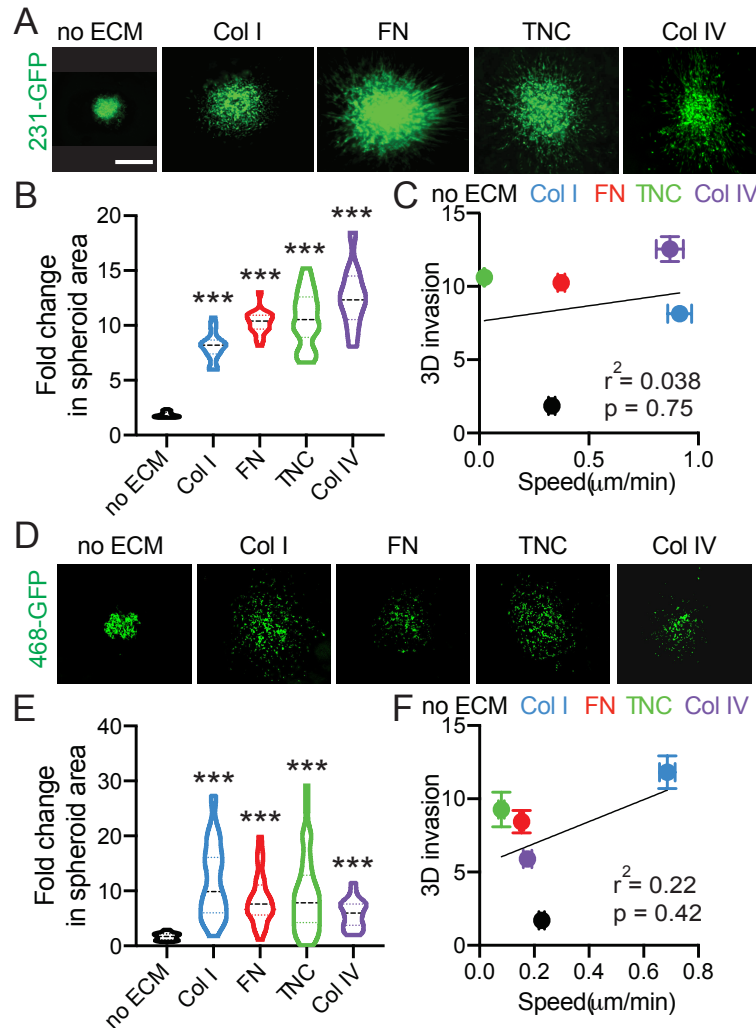 A
no ECM Col I FN TNC Col IV
231-GFP
B
Fold change
in spheroid area
20
15
10
5
0
*** *** *** ***
no ECM Col I FN TNC Col IV
C
no ECM Col I FN TNC Col IV
3D invasion
15
10
5
0
r2 = 0.038
p = 0.75
0.0 0.5 1.0
Speed(µm/min)
D
no ECM Col I FN TNC Col IV
468-GFP
E
Fold change
in spheroid area
40
30
20
10
0
*** *** *** ***
no ECM Col I FN TNC Col IV
F
no ECM Col I FN TNC Col IV
3D invasion
15
10
5
0
r2 = 0.22
p = 0.42
0.0 0.2 0.4 0.6 0.8
Speed(µm/min)